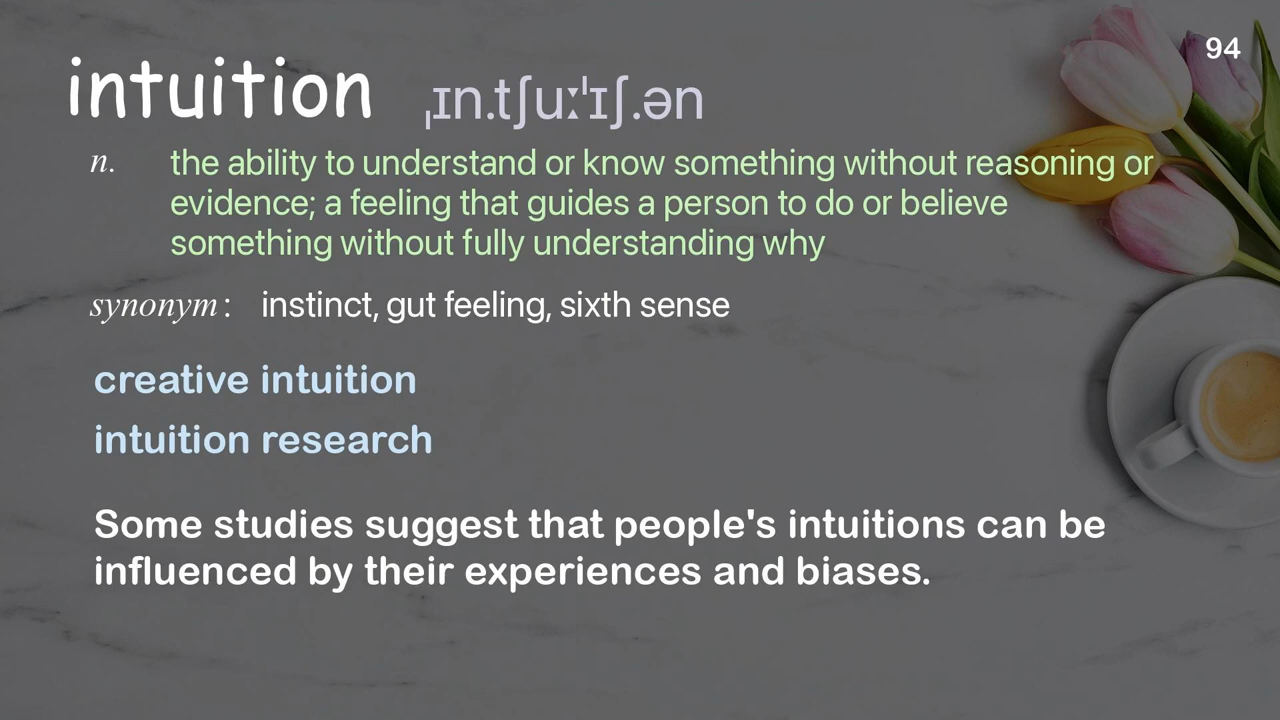 94
intuition ˌɪn.tʃuːˈɪʃ.ən
n. the ability to understand or know something without reasoning or
evidence; a feeling that guides a person to do or believe
something without fully understanding why
synonym: instinct, gut feeling, sixth sense
creative intuition
intuition research
Some studies suggest that people's intuitions can be
influenced by their experiences and biases.